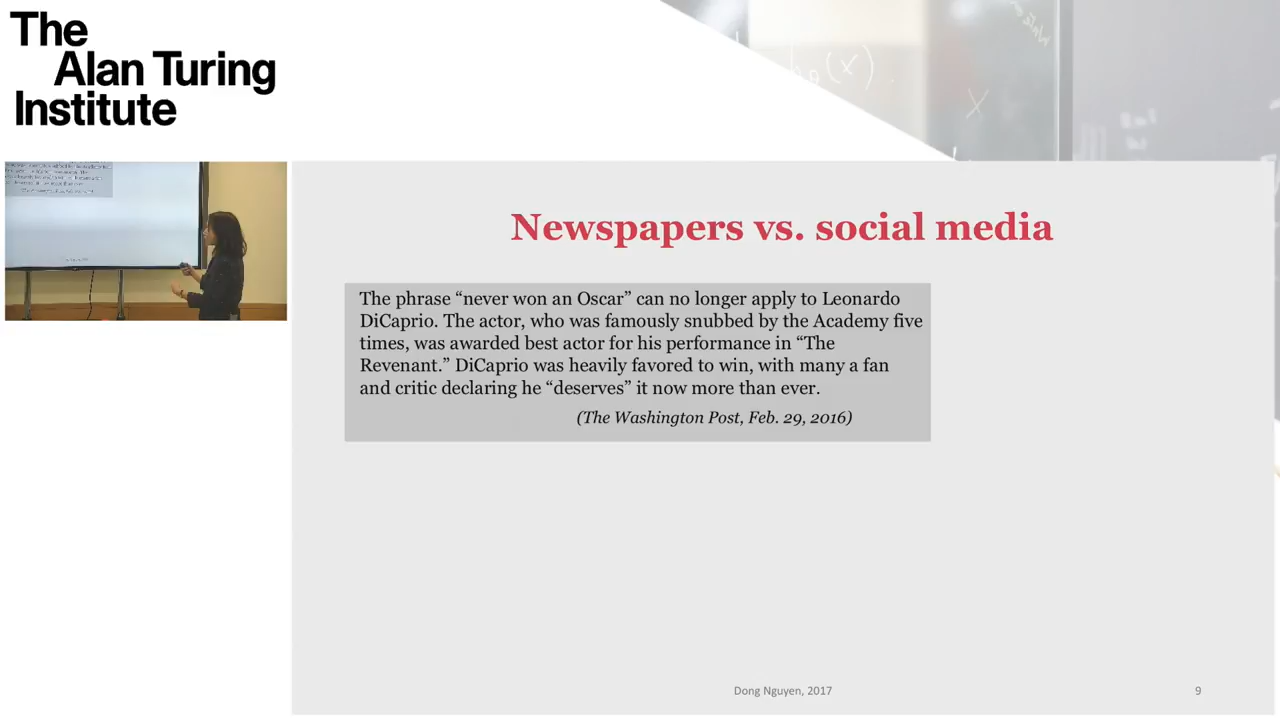 The
Alan Turing
Institute
Newspapers vs. social media
The phrase “never won an Oscar” can no longer apply to Leonardo
DiCaprio. The actor, who was famously snubbed by the Academy five
times, was awarded best actor for his performance in “The
Revenant.” DiCaprio was heavily favored to win, with many a fan
and critic declaring he “deserves” it now more than ever.
(The Washington Post, Feb. 29, 2016)
Dong Nguyen, 2017
9